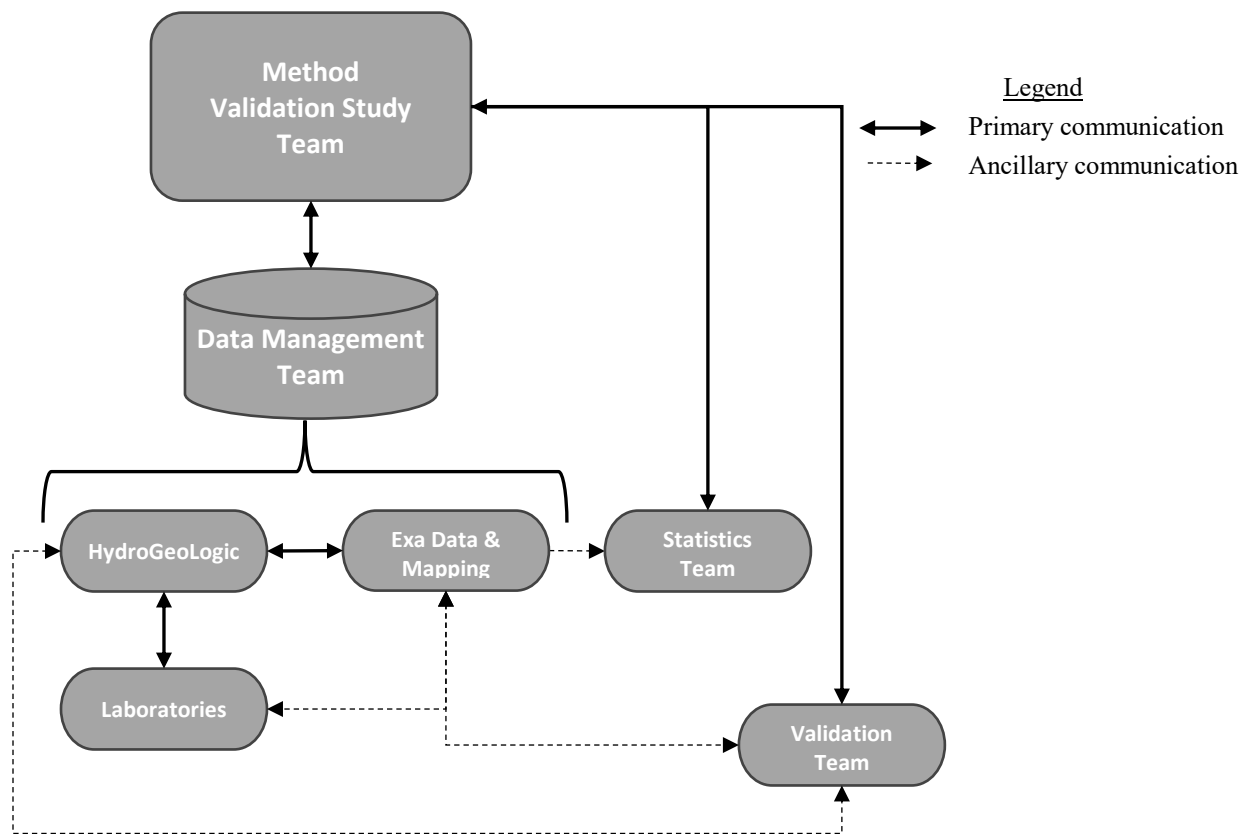 Method
Validation Study
Team
Legend
Primary communication
Ancillary communication
Data Management
Team
HydroGeoLogic
Exa Data &
Mapping
Statistics
Team
Laboratories
Validation
Team